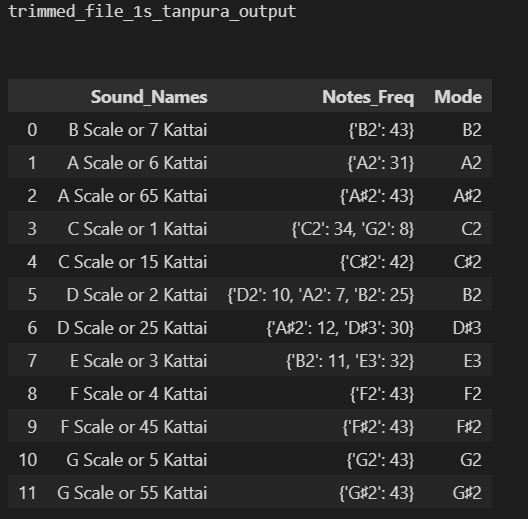 trimmed_file_1s_tanpura_output
Sound_Names Notes_Freq Mode
0 B Scale or 7 Kattai {'B2': 43} B2
1 A Scale or 6 Kattai {'A2': 31} A2
2 A Scale or 65 Kattai {'A♯2': 43} A♯2
3 C Scale or 1 Kattai {'C2': 34, 'G2': 8} C2
4 C Scale or 15 Kattai {'C♯2': 42} C♯2
5 D Scale or 2 Kattai {'D2': 10, 'A2': 7, 'B2': 25} B2
6 D Scale or 25 Kattai {'A♯2': 12, 'D♯3': 30} D♯3
7 E Scale or 3 Kattai {'B2': 11, 'E3': 32} E3
8 F Scale or 4 Kattai {'F2': 43} F2
9 F Scale or 45 Kattai {'F♯2': 43} F♯2
10 G Scale or 5 Kattai {'G2': 43} G2
11 G Scale or 55 Kattai {'G♯2': 43} G♯2